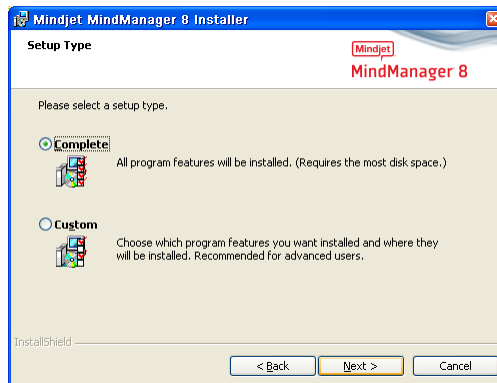 Mindjet MindManager 8 Installer
Setup Type
Mindjet
MindManager 8
Please select a setup type.
Complete
All program features will be installed. (Requires the most disk space.)
Custom
Choose which program features you want installed and where they
will be installed. Recommended for advanced users.
InstallShield
< Back
Next >
Cancel